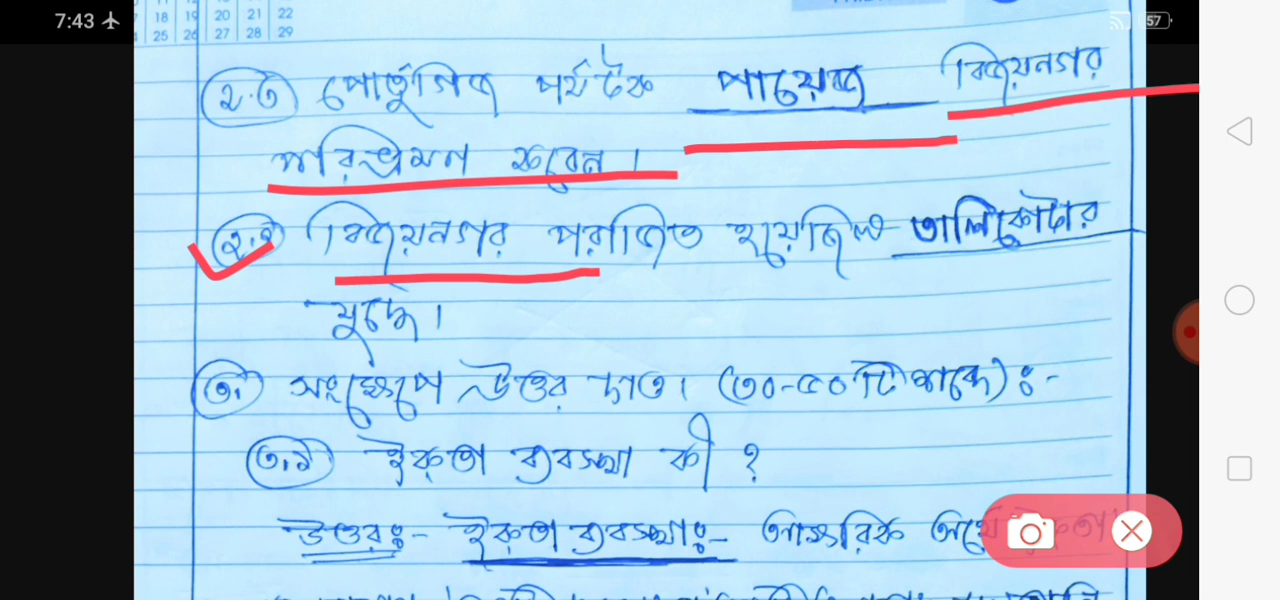 7:43
57
18 19 20 21 22
25 26 27 28 29
২.৩ পোর্তুগিজ পর্যটক পায়েজ বিজয়নগর
পরিভ্রমণ করেন।
২.৪ বিজয়নগর পরাজিত হয়েছিল তালিকোটার
যুদ্ধে।
৩। সংক্ষেপে উত্তর দাও। (৩০-৫০টি শব্দে)ঃ-
৩.১ ইক্তা ব্যবস্থা কী ?
উত্তরঃ- ইক্তা ব্যবস্থাঃ- আক্ষরিক অর্থে ইক্তা